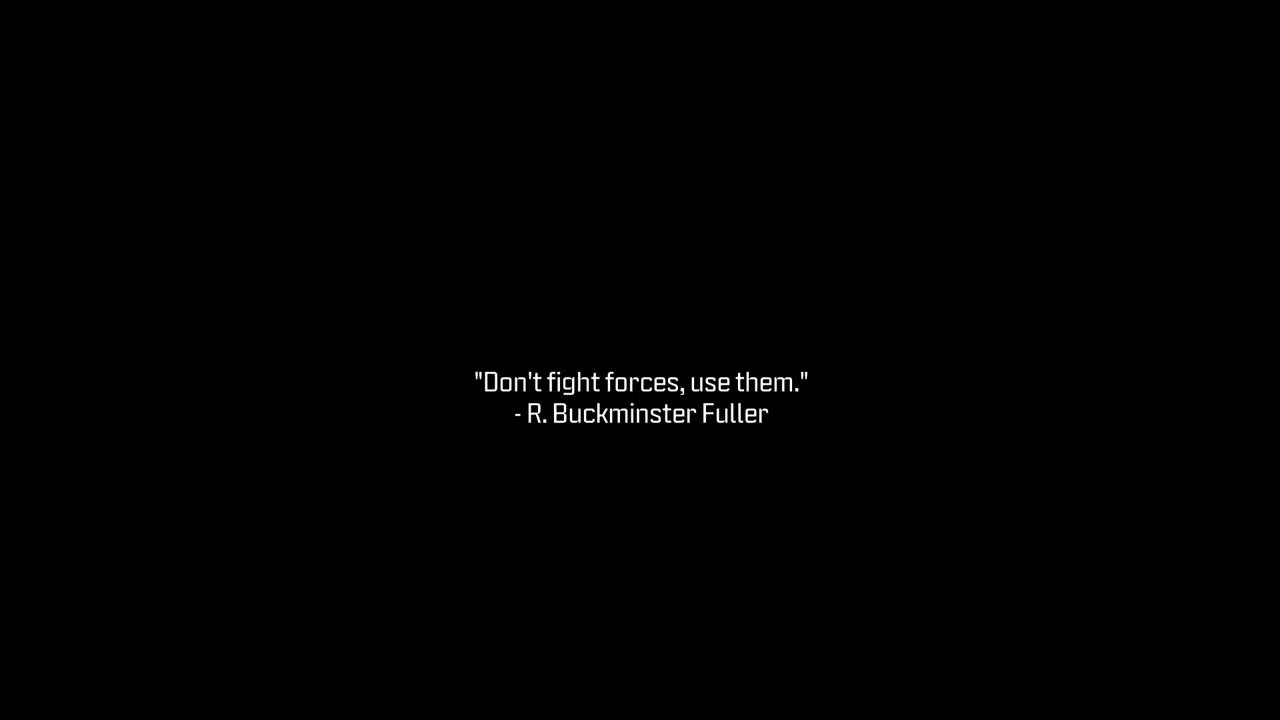 "Don't fight forces, use them."
- R. Buckminster Fuller